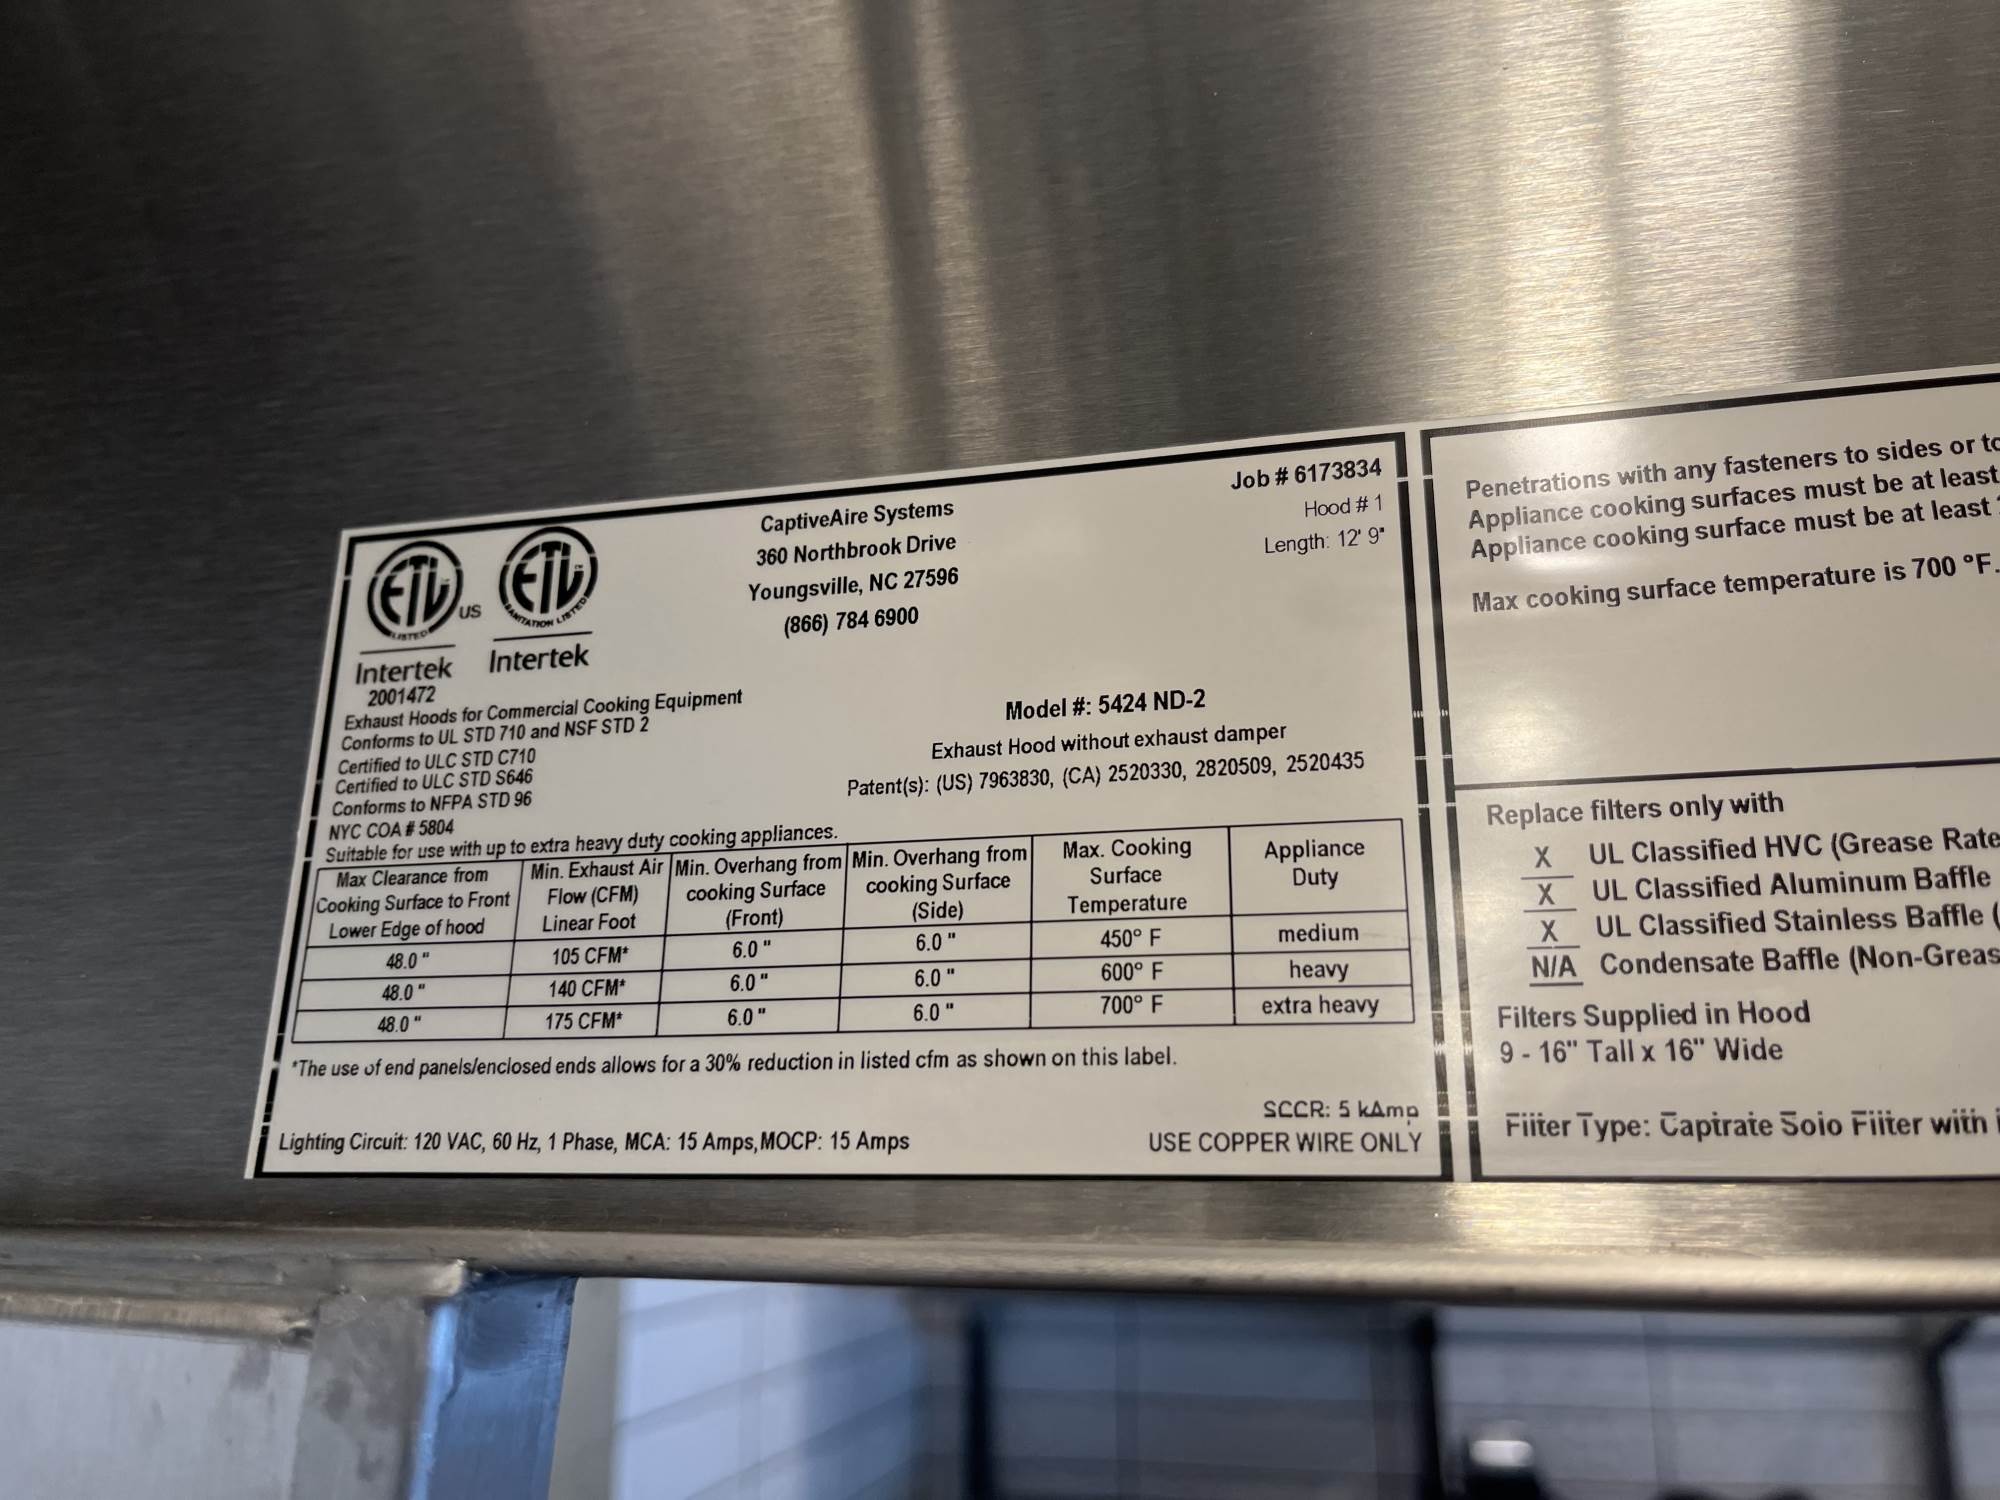 ETL
LISTED
US
Intertek
2001472
ETL
SANITATION LISTED
Intertek
CaptiveAire Systems
360 Northbrook Drive
Youngsville, NC 27596
(866) 784 6900
Job # 6173834
Hood # 1
Length: 12' 9"
Exhaust Hoods for Commercial Cooking Equipment
Conforms to UL STD 710 and NSF STD 2
Certified to ULC STD C710
Certified to ULC STD S646
Conforms to NFPA STD 96
NYC COA # 5804
Suitable for use with up to extra heavy duty cooking appliances.
Model #: 5424 ND-2
Exhaust Hood without exhaust damper
Patent(s): (US) 7963830, (CA) 2520330, 2820509, 2520435
Max Clearance from
Cooking Surface to Front
Lower Edge of hood
Min. Exhaust Air
Flow (CFM)
Linear Foot
Min. Overhang from
cooking Surface
(Front)
Min. Overhang from
cooking Surface
(Side)
Max. Cooking
Surface
Temperature
Appliance
Duty
48.0 " 105 CFM* 6.0 " 6.0 " 450° F medium
48.0 " 140 CFM* 6.0 " 6.0 " 600° F heavy
48.0 " 175 CFM* 6.0 " 6.0 " 700° F extra heavy
*The use of end panels/enclosed ends allows for a 30% reduction in listed cfm as shown on this label.
SCCR: 5 kAmp
Lighting Circuit: 120 VAC, 60 Hz, 1 Phase, MCA: 15 Amps, MOCP: 15 Amps
USE COPPER WIRE ONLY
Penetrations with any fasteners to sides or
Appliance cooking surfaces must be at least
Appliance cooking surface must be at least
Max cooking surface temperature is 700 °F.
Replace filters only with
X UL Classified HVC (Grease
X UL Classified Aluminum Baffle
X UL Classified Stainless Baffle (
N/A Condensate Baffle
Filters Supplied in Hood
9 - 16" Tall x 16" Wide
Filter Type: Captrate Solo Filter with